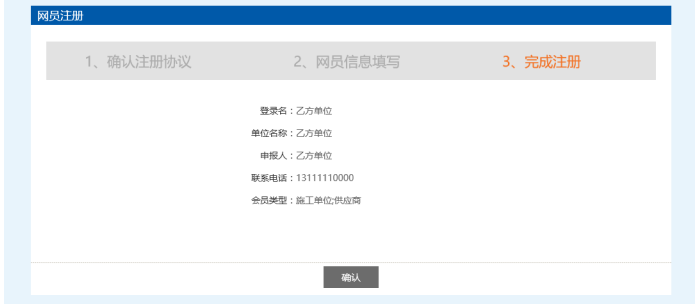 网员注册
1、确认注册协议 2、网员信息填写 3、完成注册
登录名：乙方单位
单位名称：乙方单位
申报人：乙方单位
联系电话：13111110000
会员类型：施工单位;供应商
确认